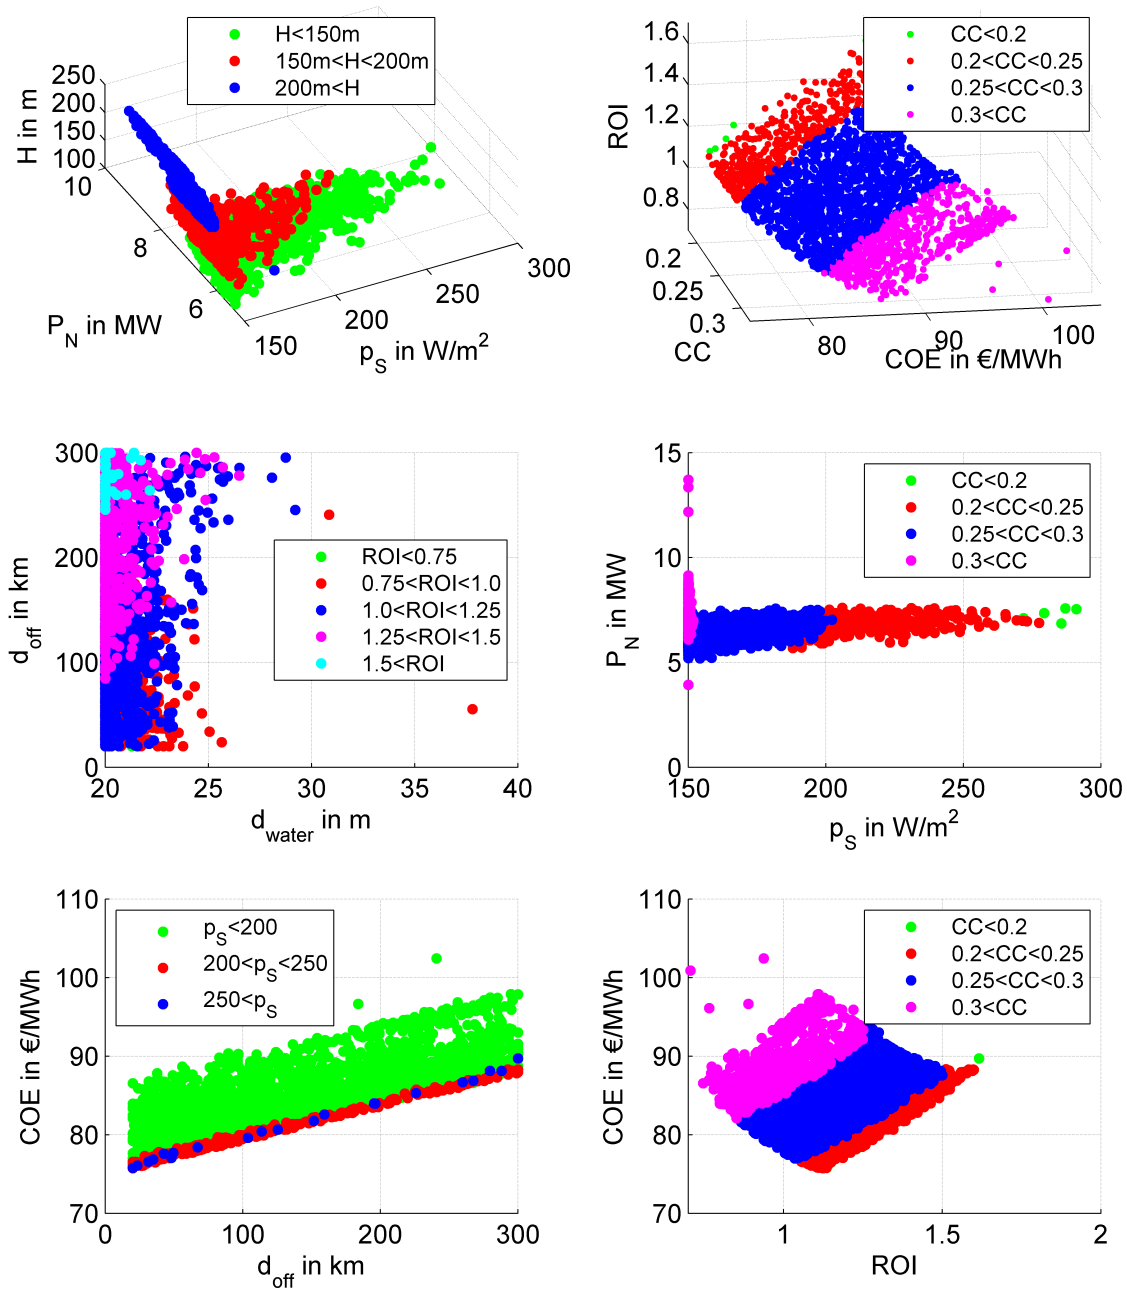 H<150m
150m<H<200m
200m<H
250
200
150
100
H in m
10
8
6
P_N in MW
150
200
250
300
p_S in W/m²
CC<0.2
0.2<CC<0.25
0.25<CC<0.3
0.3<CC
1.6
1.4
1.2
1
0.8
ROI
0.2
0.25
0.3
CC
80
90
100
COE in €/MWh
300
200
100
0
d_off in km
ROI<0.75
0.75<ROI<1.0
1.0<ROI<1.25
1.25<ROI<1.5
1.5<ROI
20
25
30
35
40
d_water in m
15
10
5
0
P_N in MW
CC<0.2
0.2<CC<0.25
0.25<CC<0.3
0.3<CC
150
200
250
300
p_S in W/m²
110
100
90
80
70
COE in €/MWh
p_S<200
200<p_S<250
250<p_S
0
100
200
300
d_off in km
110
100
90
80
70
COE in €/MWh
CC<0.2
0.2<CC<0.25
0.25<CC<0.3
0.3<CC
1
1.5
2
ROI